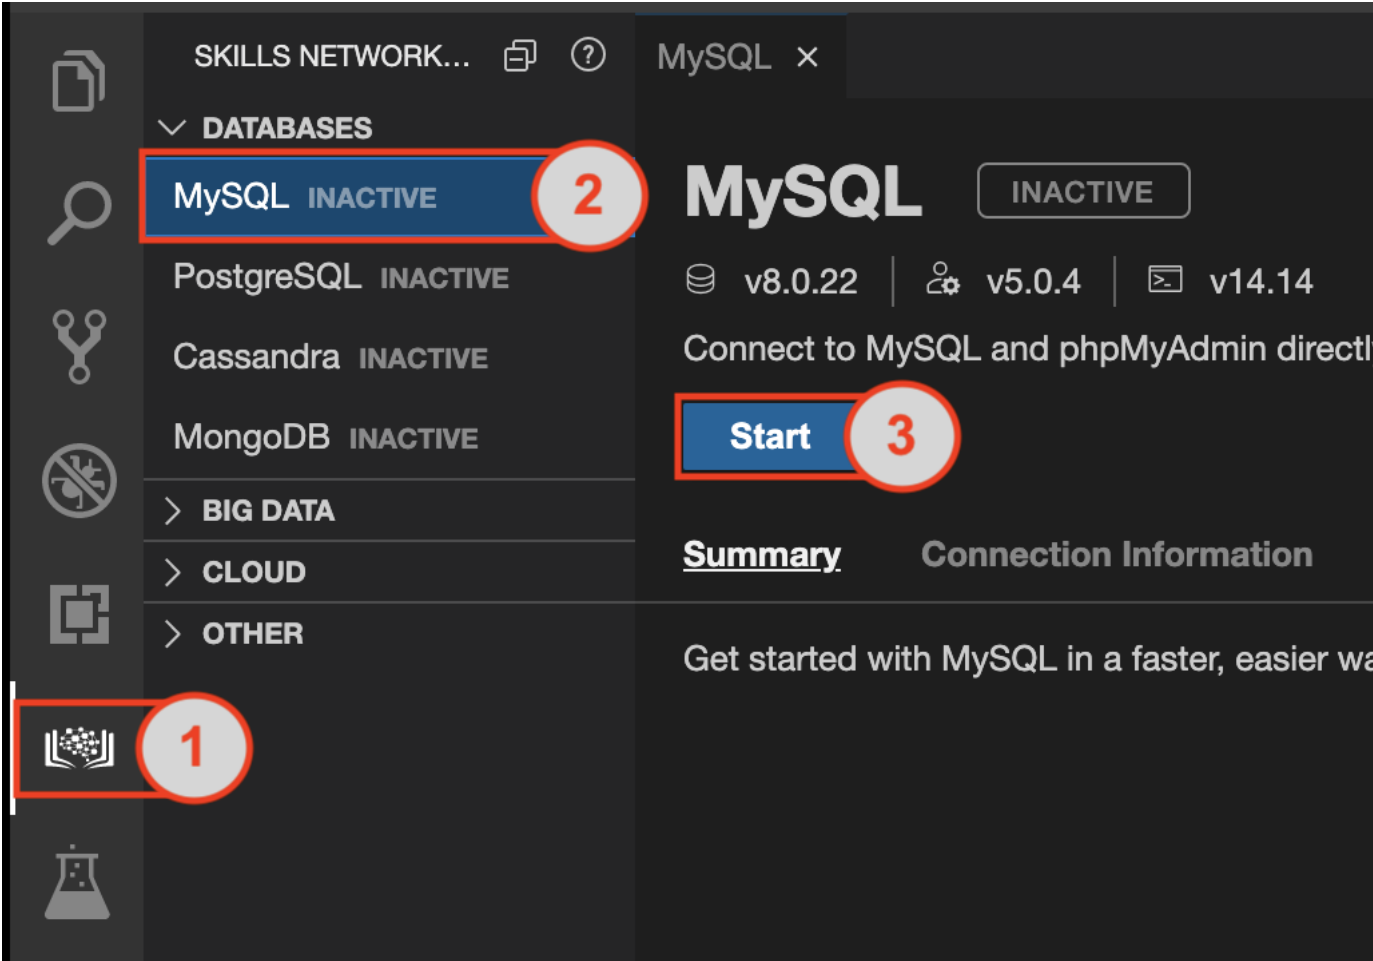 SKILLS NETWORK...
DATABASES
MySQL INACTIVE
2
PostgreSQL INACTIVE
Cassandra INACTIVE
MongoDB INACTIVE
BIG DATA
CLOUD
OTHER
1
MySQL
MySQL INACTIVE
v8.0.22 v5.0.4 v14.14
Connect to MySQL and phpMyAdmin directl
Start
3
Summary Connection Information
Get started with MySQL in a faster, easier wa